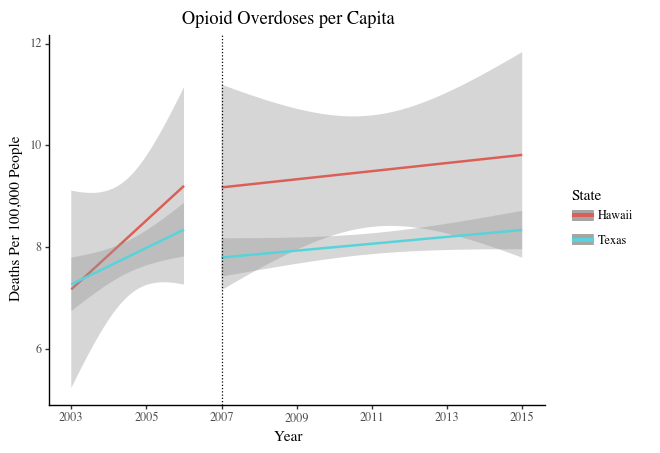 Opioid Overdoses per Capita
Deaths Per 100,000 People
12
10
8
6
2003 2005 2007 2009 2011 2013 2015
Year
State
Hawaii
Texas